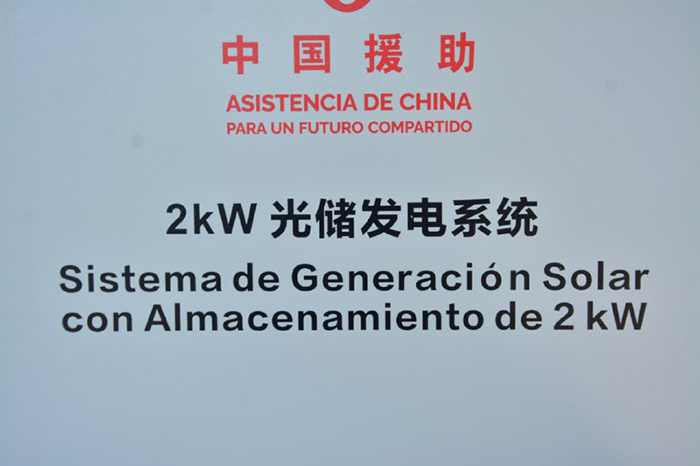 中国援助
ASISTENCIA DE CHINA
PARA UN FUTURO COMPARTIDO
2kW 光储发电系统
Sistema de Generación Solar
con Almacenamiento de 2 kW